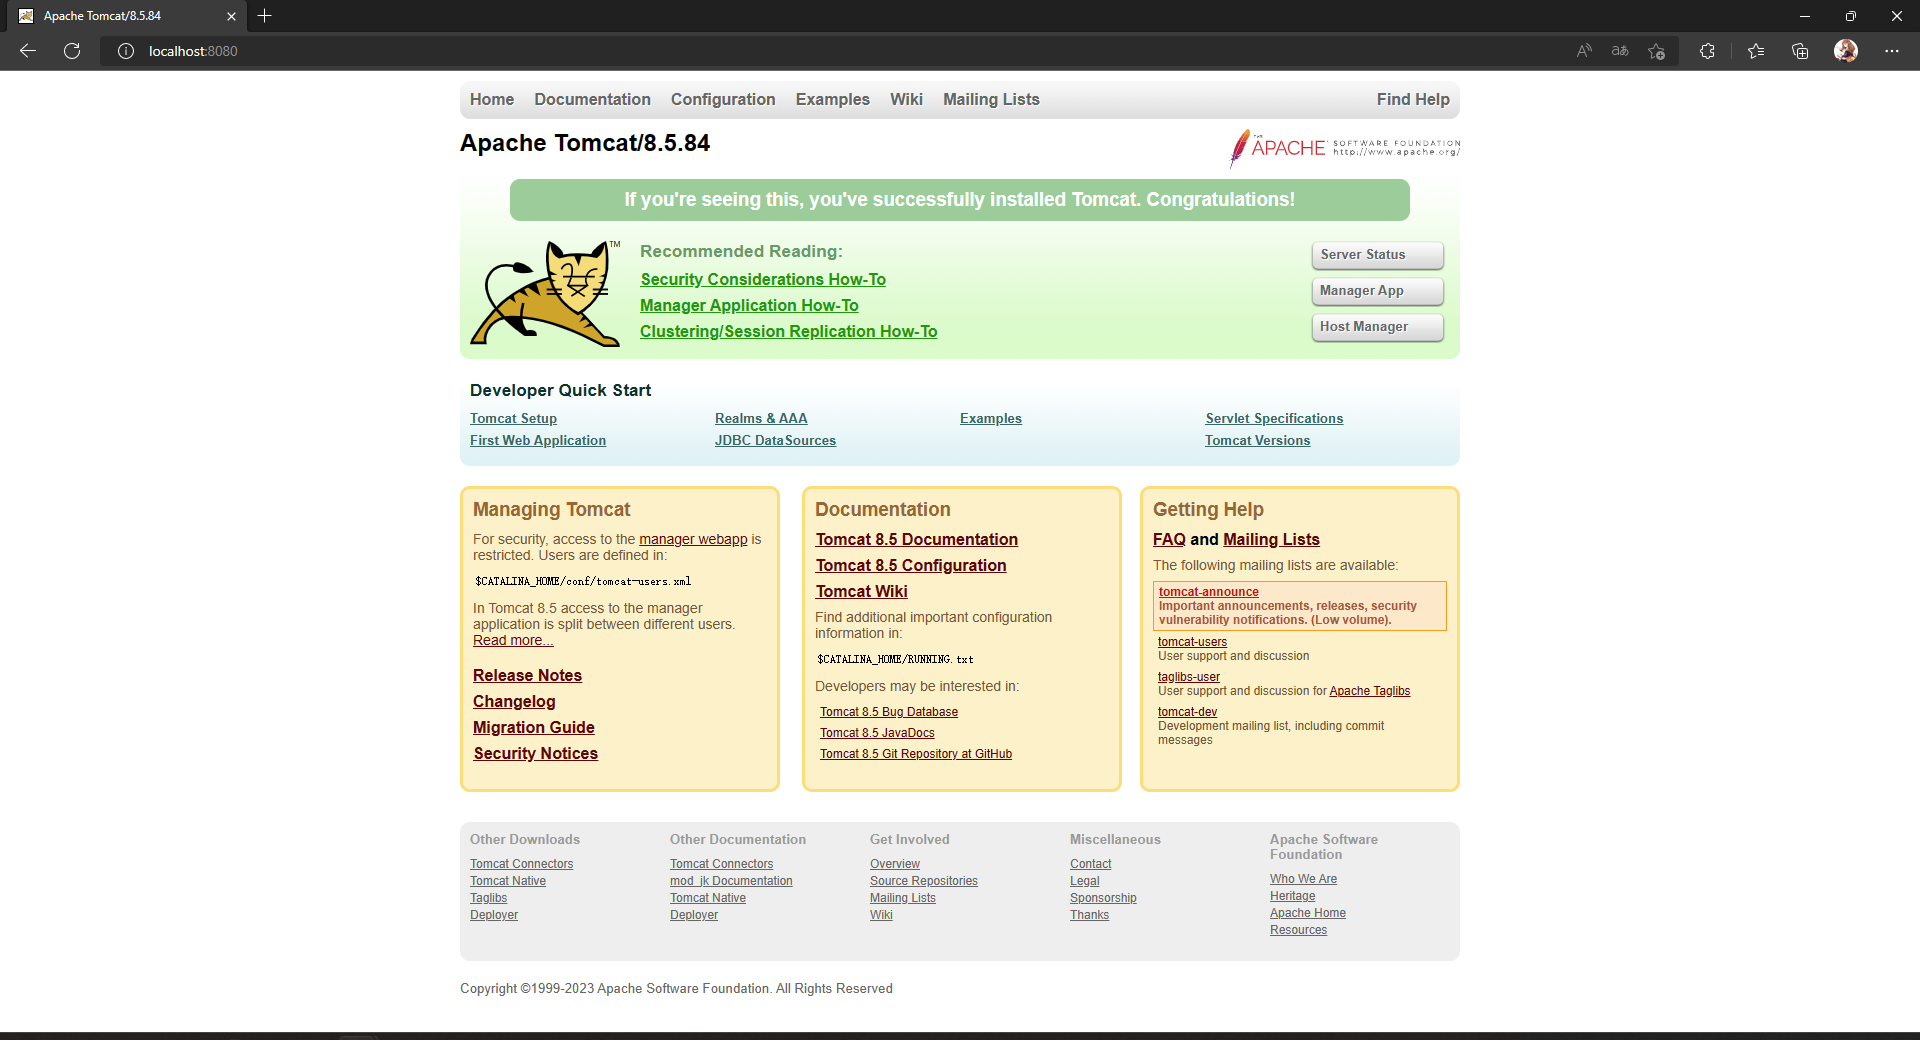 Apache Tomcat/8.5.84
localhost:8080
Home Documentation Configuration Examples Wiki Mailing Lists Find Help
Apache Tomcat/8.5.84
THE
APACHE SOFTWARE FOUNDATION
http://www.apache.org/
If you're seeing this, you've successfully installed Tomcat. Congratulations!
TM
Recommended Reading:
Security Considerations How-To
Manager Application How-To
Clustering/Session Replication How-To
Server Status
Manager App
Host Manager
Developer Quick Start
Tomcat Setup
First Web Application
Realms & AAA
JDBC DataSources
Examples
Servlet Specifications
Tomcat Versions
Managing Tomcat
For security, access to the manager webapp is
restricted. Users are defined in:
$CATALINA_HOME/conf/tomcat-users.xml
In Tomcat 8.5 access to the manager
application is split between different users.
Read more...
Release Notes
Changelog
Migration Guide
Security Notices
Documentation
Tomcat 8.5 Documentation
Tomcat 8.5 Configuration
Tomcat Wiki
Find additional important configuration
information in:
$CATALINA_HOME/RUNNING.txt
Developers may be interested in:
Tomcat 8.5 Bug Database
Tomcat 8.5 JavaDocs
Tomcat 8.5 Git Repository at GitHub
Getting Help
FAQ and Mailing Lists
The following mailing lists are available:
tomcat-announce
Important announcements, releases, security
vulnerability notifications. (Low volume).
tomcat-users
User support and discussion
taglibs-user
User support and discussion for Apache Taglibs
tomcat-dev
Development mailing list, including commit
messages
Other Downloads
Tomcat Connectors
Tomcat Native
Taglibs
Deployer
Other Documentation
Tomcat Connectors
mod_jk Documentation
Tomcat Native
Deployer
Get Involved
Overview
Source Repositories
Mailing Lists
Wiki
Miscellaneous
Contact
Legal
Sponsorship
Thanks
Apache Software
Foundation
Who We Are
Heritage
Apache Home
Resources
Copyright ©1999-2023 Apache Software Foundation. All Rights Reserved